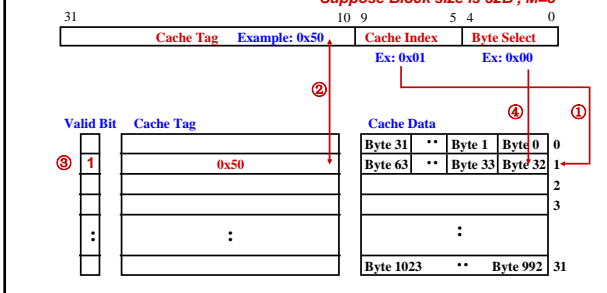 Suppose Block size is 32B , M=5
31 10 9 5 4 0
Cache Tag Example: 0x50 Cache Index Byte Select
Ex: 0x01 Ex: 0x00
② ④ ①
Valid Bit Cache Tag Cache Data
Byte 31 ·· Byte 1 Byte 0 0
③ 1 0x50 Byte 63 ·· Byte 33 Byte 32 1
2
3
: : :
Byte 1023 ·· Byte 992 31